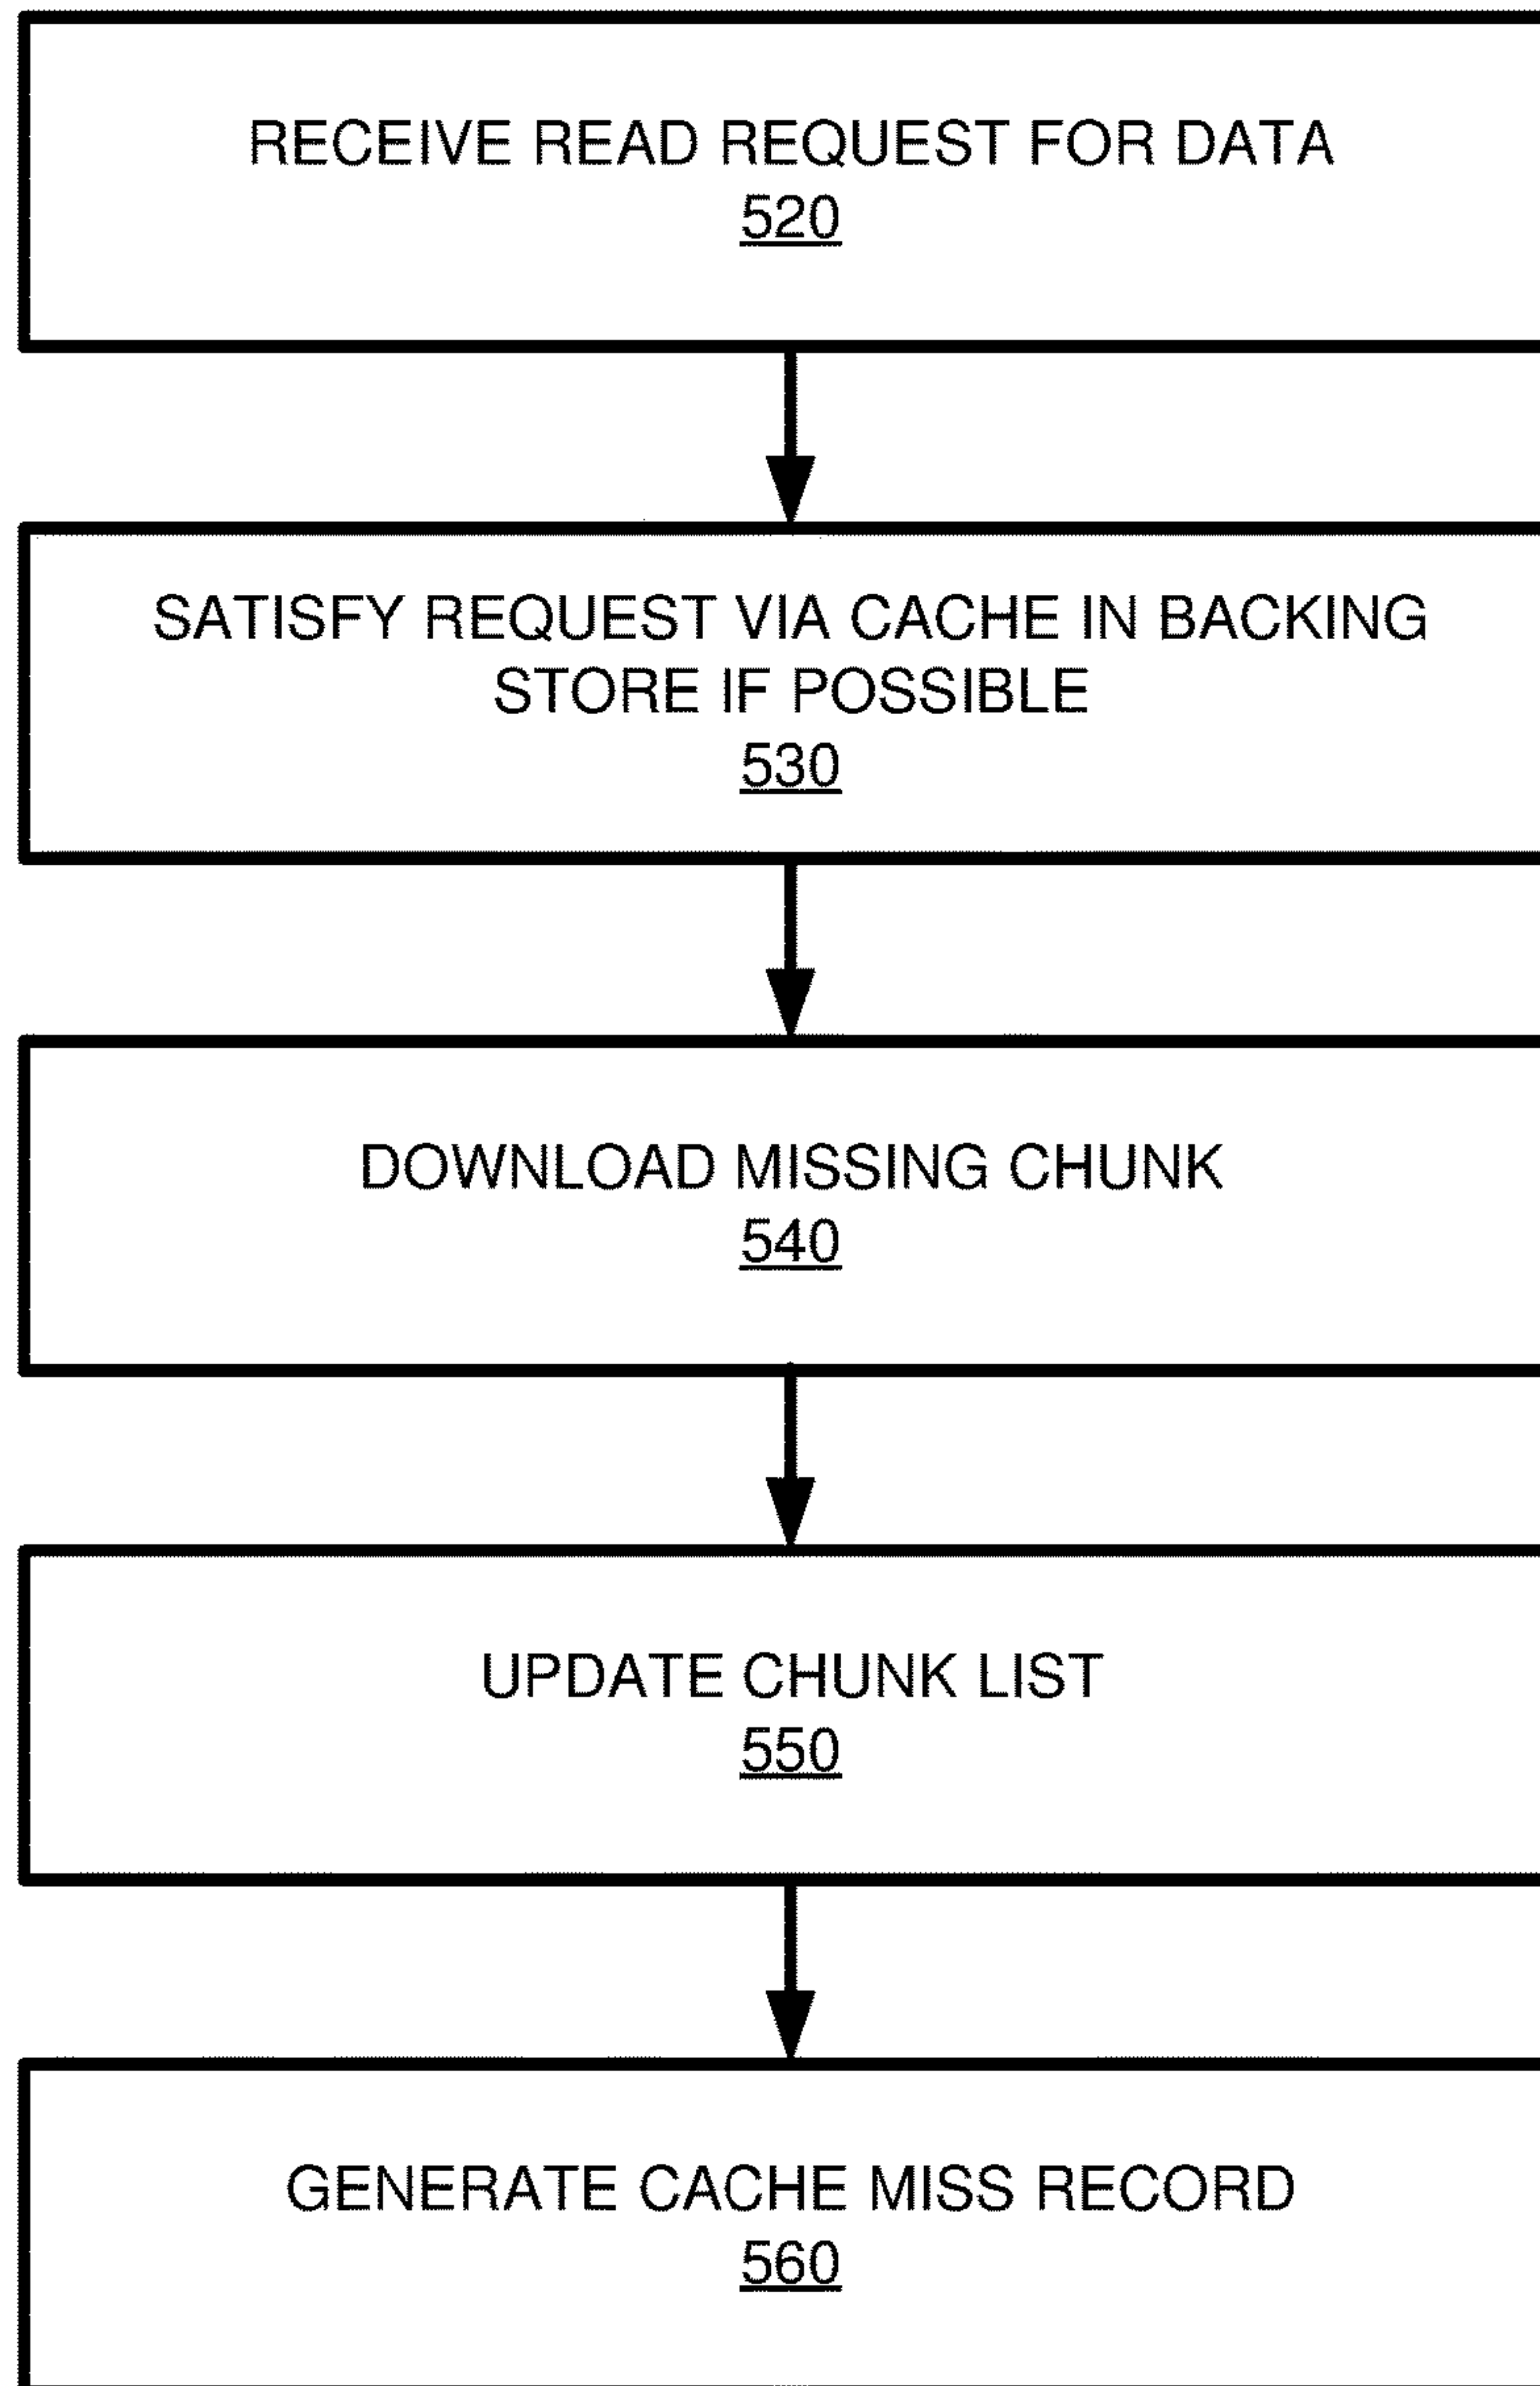 RECEIVE READ REQUEST FOR DATA
520
SATISFY REQUEST VIA CACHE IN BACKING
STORE IF POSSIBLE
530
DOWNLOAD MISSING CHUNK
540
UPDATE CHUNK LIST
550
GENERATE CACHE MISS RECORD
560